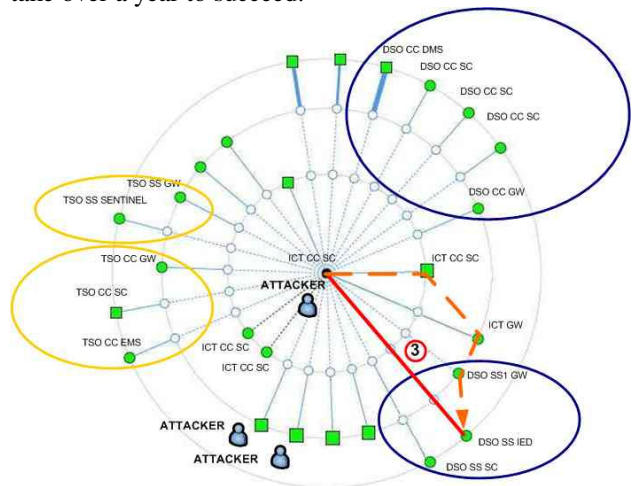 take over a year to succeed.
DSO CC DMS
DSO CC SC
DSO CC SC
DSO CC SC
TSO SS GW
TSO SS SENTINEL
DSO CC GW
ICT CC SC
ICT CC SC
TSO CC GW
ATTACKER
TSO CC SC
ICT GW
TSO CC EMS
ICT CC SC
3
ICT CC SC
DSO SS1 GW
ATTACKER
DSO SS IED
ATTACKER
DSO SS SC